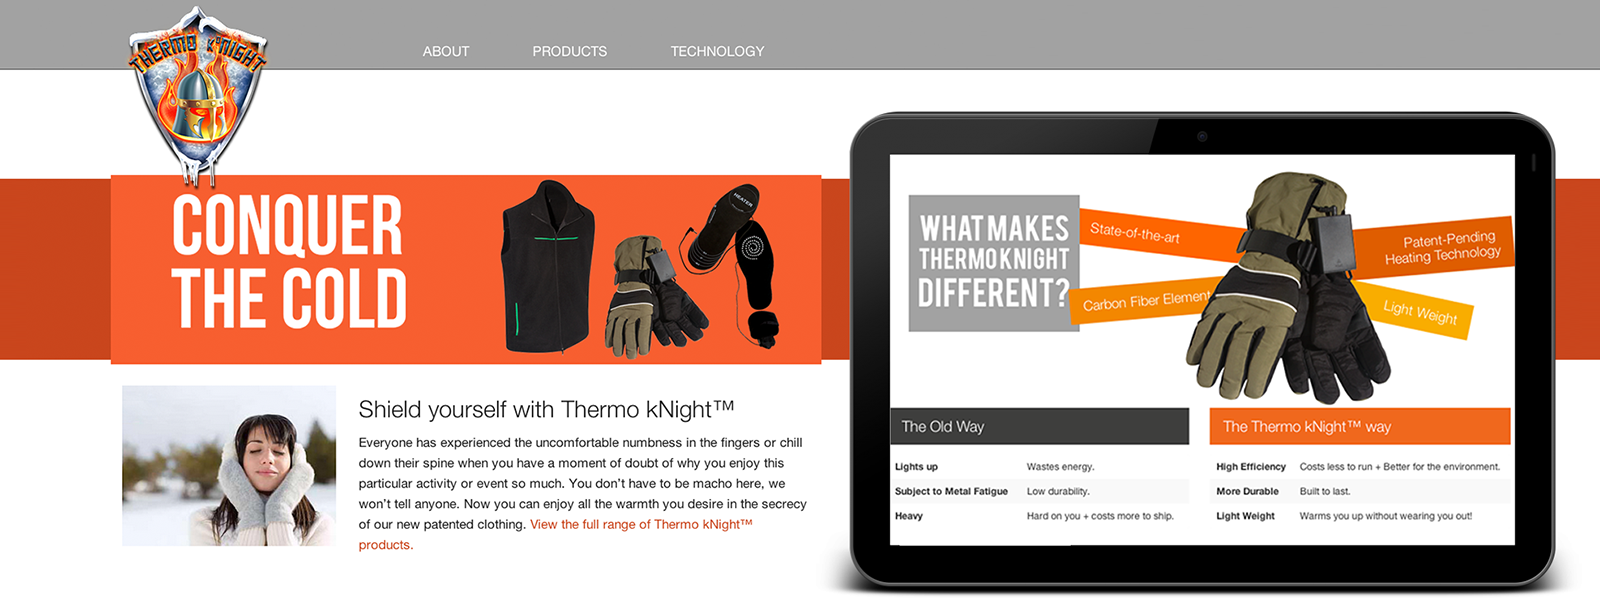 THERMO kNIGHT
ABOUT PRODUCTS TECHNOLOGY
CONQUER
THE COLD
HEATER
Shield yourself with Thermo kNight™
Everyone has experienced the uncomfortable numbness in the fingers or chill
down their spine when you have a moment of doubt of why you enjoy this
particular activity or event so much. You don't have to be macho here, we
won't tell anyone. Now you can enjoy all the warmth you desire in the secrecy
of our new patented clothing. View the full range of Thermo kNight™
products.
WHAT MAKES
THERMO KNIGHT
DIFFERENT?
State-of-the-art
Carbon Fiber Element
Patent-Pending
Heating Technology
Light Weight
The Old Way
Lights up Wastes energy.
Subject to Metal Fatigue Low durability.
Heavy Hard on you + costs more to ship.
The Thermo kNight™ way
High Efficiency Costs less to run + Better for the environment.
More Durable Built to last.
Light Weight Warms you up without wearing you out!